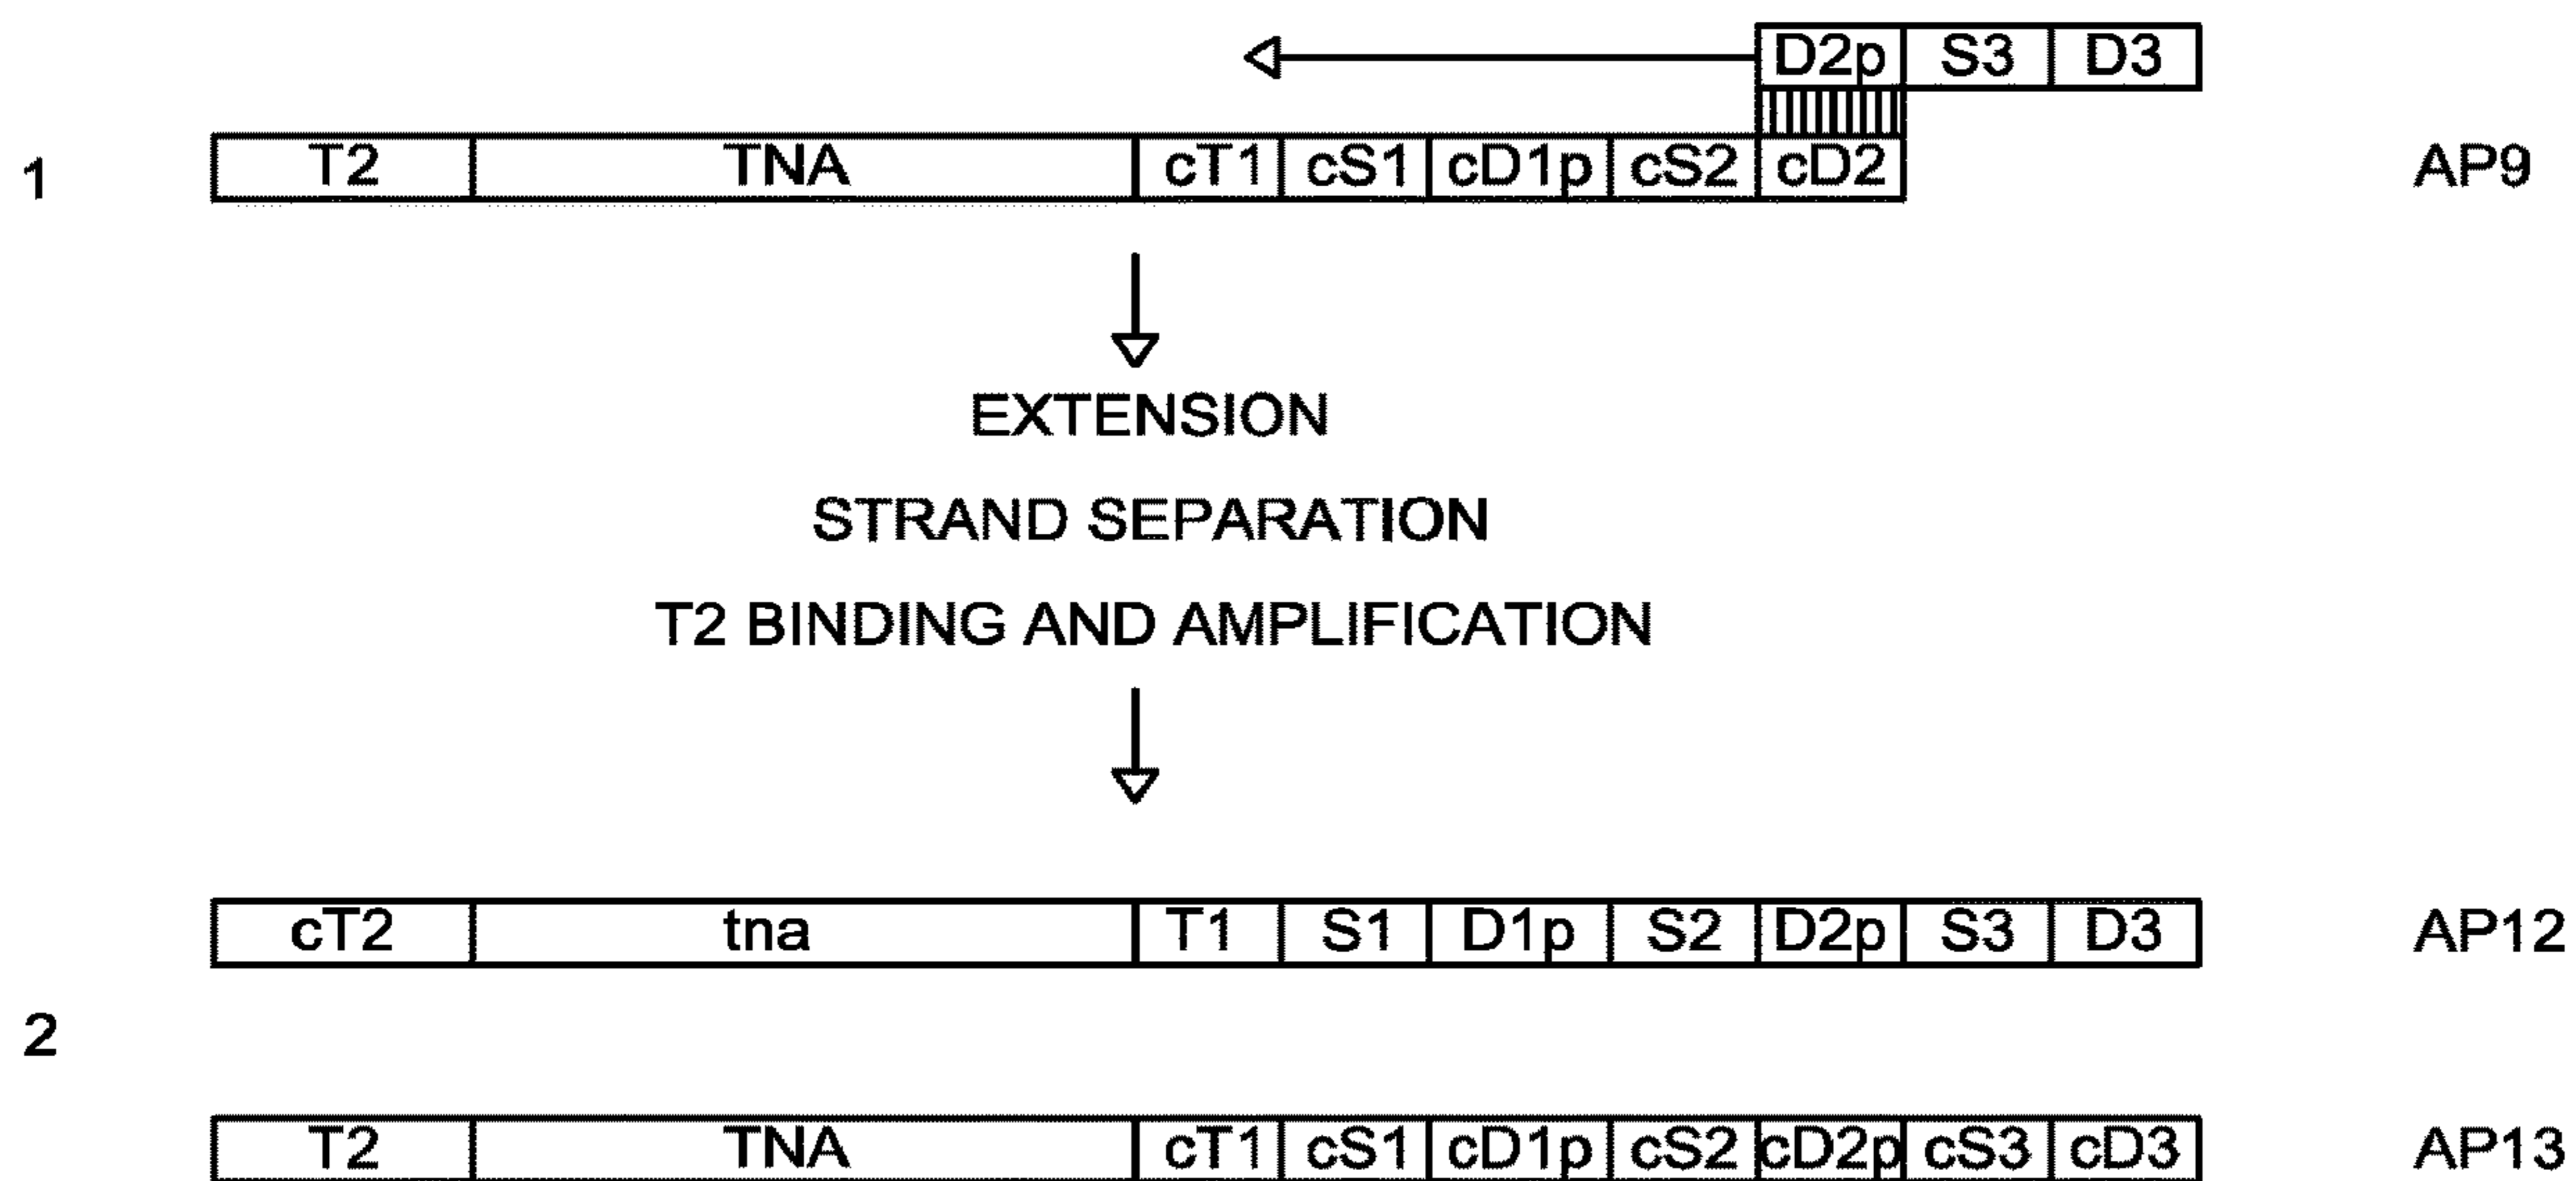 D2p S3 D3
1 T2 TNA cT1 cS1 cD1p cS2 cD2 AP9
EXTENSION
STRAND SEPARATION
T2 BINDING AND AMPLIFICATION
cT2 tna T1 S1 D1p S2 D2p S3 D3 AP12
2
T2 TNA cT1 cS1 cD1p cS2 cD2p cS3 cD3 AP13